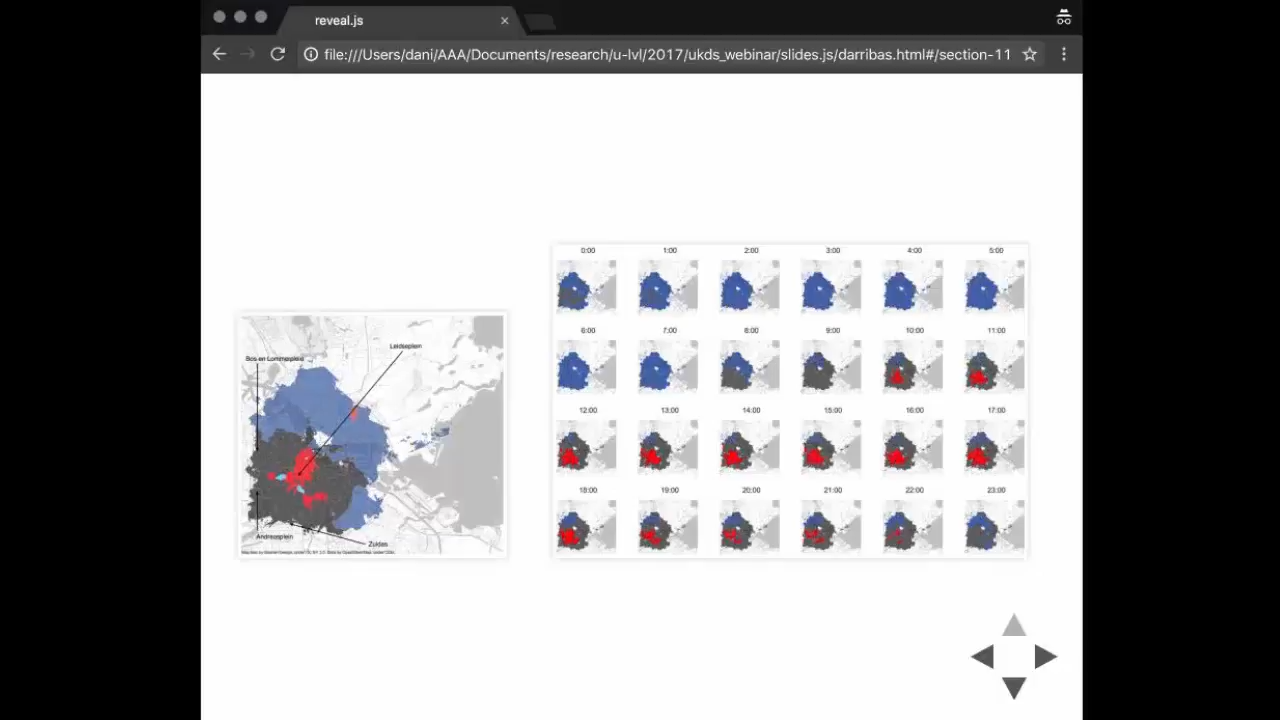 reveal.js
file:///Users/dani/AAA/Documents/research/u-lvl/2017/ukds_webinar/slides.js/darribas.html#/section-11
0:00 1:00 2:00 3:00 4:00 5:00
6:00 7:00 8:00 9:00 10:00 11:00
Leidseplein
Bos en Lommerplein
12:00 13:00 14:00 15:00 16:00 17:00
18:00 19:00 20:00 21:00 22:00 23:00
Andreasplein
Zuidas